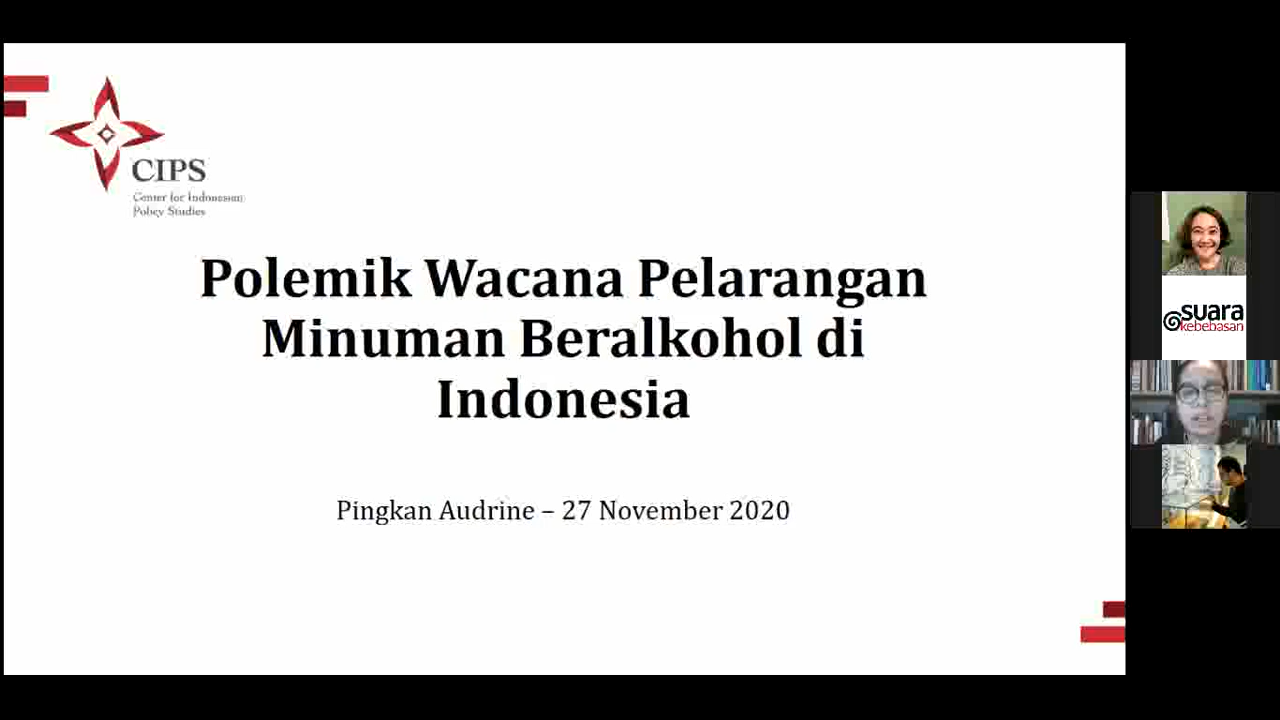 CIPS
Center for Indonesian
Policy Studies
Polemik Wacana Pelarangan
Minuman Beralkohol di
Indonesia
Pingkan Audrine – 27 November 2020
suara
kebebasan